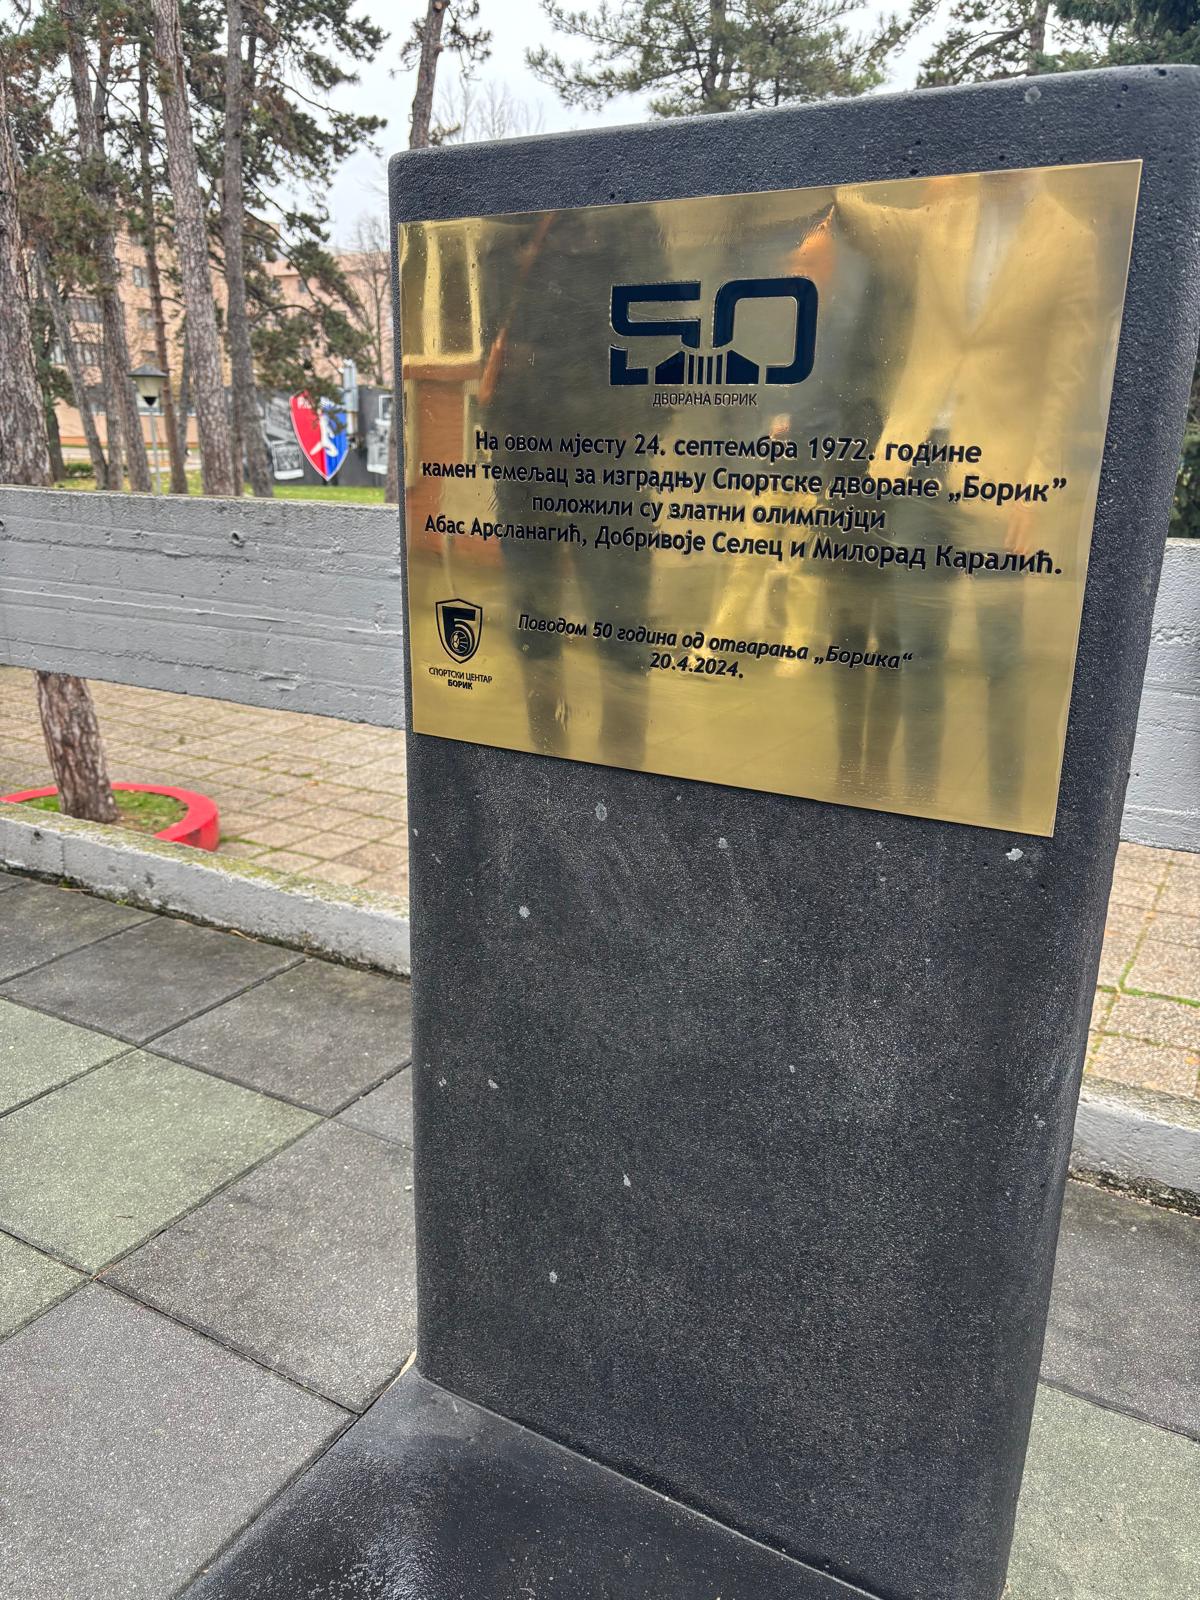 50
ДВОРАНА БОРИК
На овом мјесту 24. септембра 1972. године
камен темељац за изградњу Спортске дворане „Борик”
положили су златни олимпијци
Абас Арсланагић, Добривоје Селец и Милорад Каралић.
Поводом 50 година од отварања „Борика“
20.4.2024.
СПОРТСКИ ЦЕНТАР
БОРИК